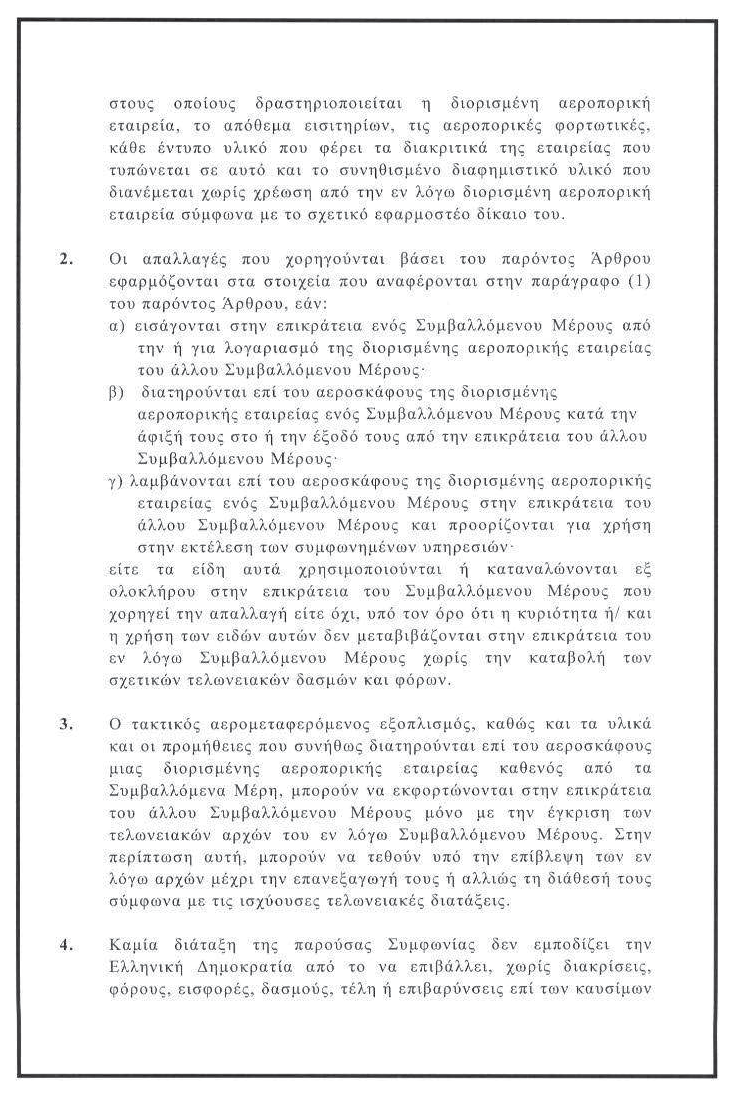 στους οποίους δραστηριοποιείται η διορισμένη αεροπορική
εταιρεία, το απόθεμα εισιτηρίων, τις αεροπορικές φορτωτικές,
κάθε έντυπο υλικό που φέρει τα διακριτικά της εταιρείας που
τυπώνεται σε αυτό και το συνηθισμένο διαφημιστικό υλικό που
διανέμεται χωρίς χρέωση από την εν λόγω διορισμένη αεροπορική
εταιρεία σύμφωνα με το σχετικό εφαρμοστέο δίκαιο του.
2. Οι απαλλαγές που χορηγούνται βάσει του παρόντος Άρθρου
εφαρμόζονται στα στοιχεία που αναφέρονται στην παράγραφο (1)
του παρόντος Άρθρου, εάν:
α) εισάγονται στην επικράτεια ενός Συμβαλλόμενου Μέρους από
την ή για λογαριασμό της διορισμένης αεροπορικής εταιρείας
του άλλου Συμβαλλόμενου Μέρους·
β) διατηρούνται επί του αεροσκάφους της διορισμένης
αεροπορικής εταιρείας ενός Συμβαλλόμενου Μέρους κατά την
άφιξή τους στο ή την έξοδό τους από την επικράτεια του άλλου
Συμβαλλόμενου Μέρους·
γ) λαμβάνονται επί του αεροσκάφους της διορισμένης αεροπορικής
εταιρείας ενός Συμβαλλόμενου Μέρους στην επικράτεια του
άλλου Συμβαλλόμενου Μέρους και προορίζονται για χρήση
στην εκτέλεση των συμφωνημένων υπηρεσιών·
είτε τα είδη αυτά χρησιμοποιούνται ή καταναλώνονται εξ
ολοκλήρου στην επικράτεια του Συμβαλλόμενου Μέρους που
χορηγεί την απαλλαγή είτε όχι, υπό τον όρο ότι η κυριότητα ή/ και
η χρήση των ειδών αυτών δεν μεταβιβάζονται στην επικράτεια του
εν λόγω Συμβαλλόμενου Μέρους χωρίς την καταβολή των
σχετικών τελωνειακών δασμών και φόρων.
3. Ο τακτικός αερομεταφερόμενος εξοπλισμός, καθώς και τα υλικά
και οι προμήθειες που συνήθως διατηρούνται επί του αεροσκάφους
μιας διορισμένης αεροπορικής εταιρείας καθενός από τα
Συμβαλλόμενα Μέρη, μπορούν να εκφορτώνονται στην επικράτεια
του άλλου Συμβαλλόμενου Μέρους μόνο με την έγκριση των
τελωνειακών αρχών του εν λόγω Συμβαλλόμενου Μέρους. Στην
περίπτωση αυτή, μπορούν να τεθούν υπό την επίβλεψη των εν
λόγω αρχών μέχρι την επανεξαγωγή τους ή αλλιώς τη διάθεσή τους
σύμφωνα με τις ισχύουσες τελωνειακές διατάξεις.
4. Καμία διάταξη της παρούσας Συμφωνίας δεν εμποδίζει την
Ελληνική Δημοκρατία από το να επιβάλλει, χωρίς διακρίσεις,
φόρους, εισφορές, δασμούς, τέλη ή επιβαρύνσεις επί των καυσίμων